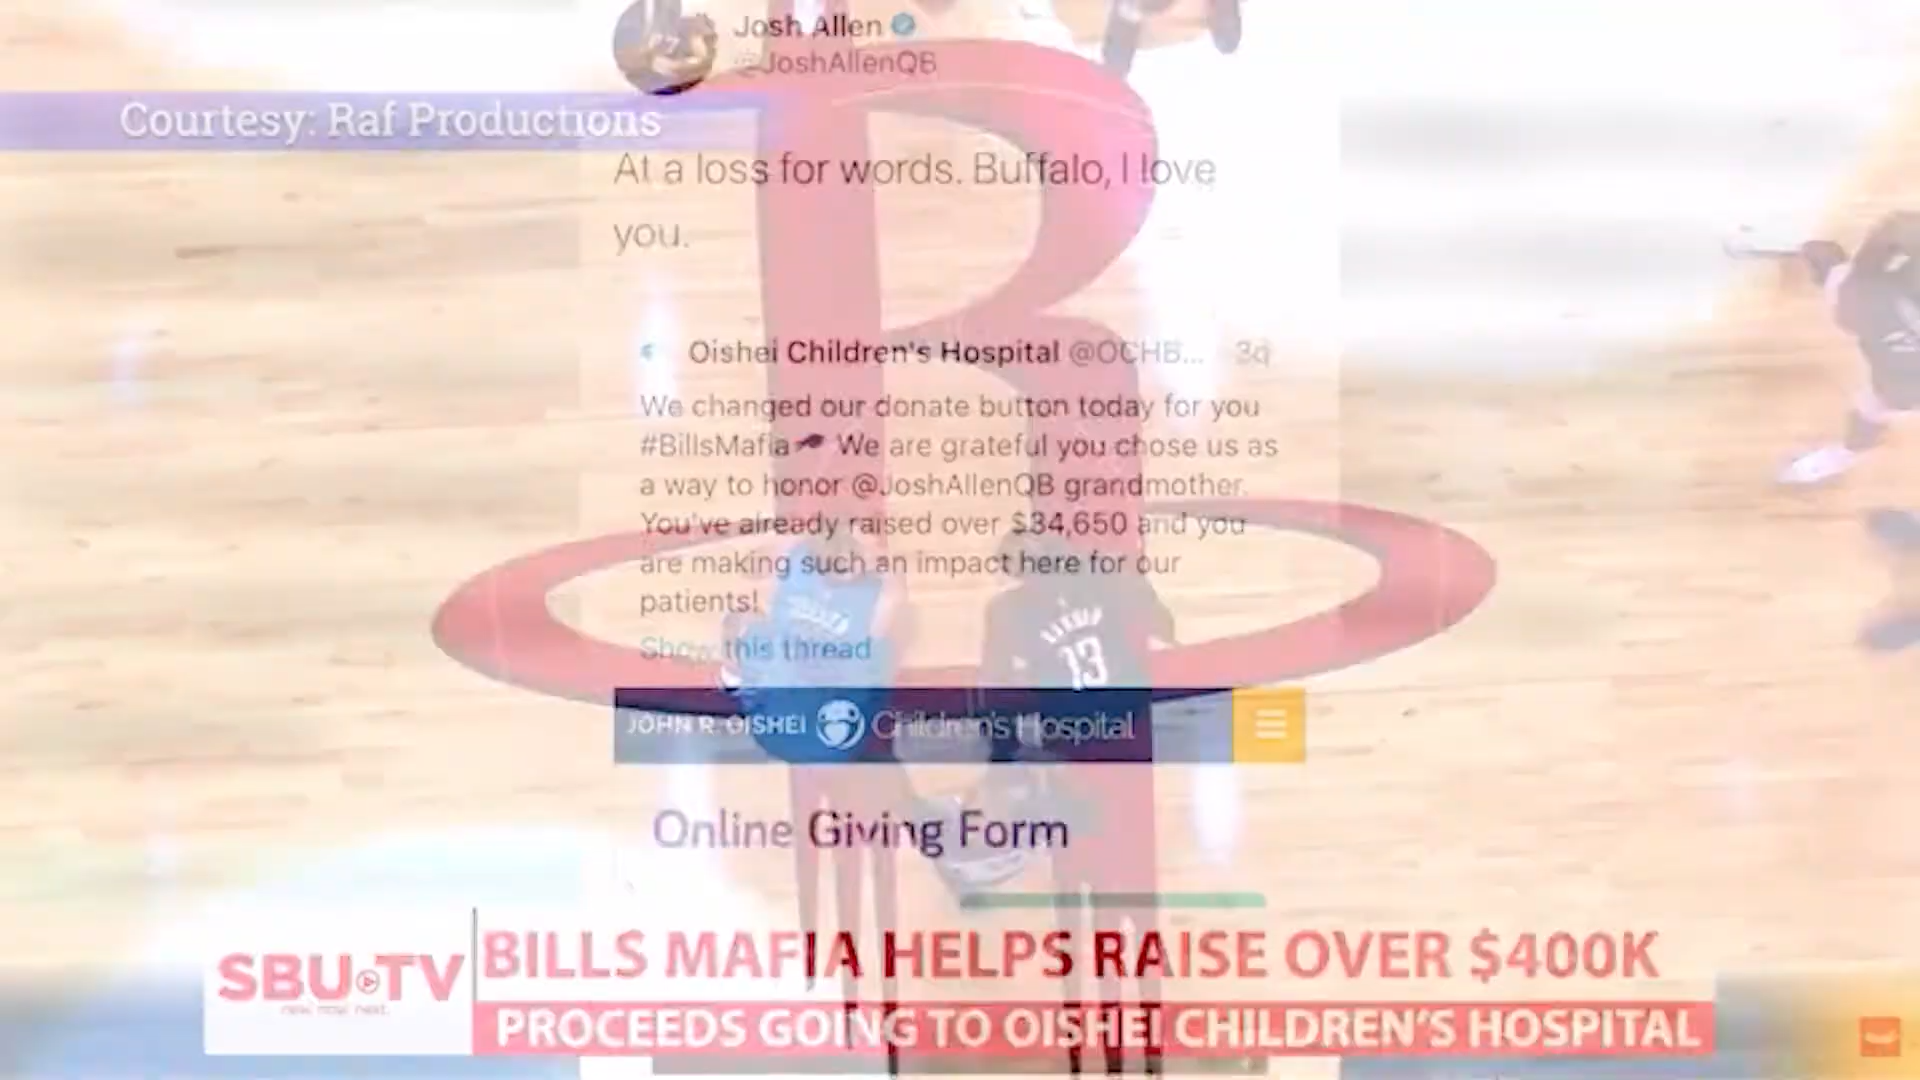 Josh Allen
@JoshAllenQB
Courtesy: Raf Productions
At a loss for words. Buffalo, I love
you.
Oishei Children's Hospital @OCHB... 3d
We changed our donate button today for you
#BillsMafia We are grateful you chose us as
a way to honor @JoshAllenQB grandmother.
You've already raised over $34,650 and you
are making such an impact here for our
patients!
Show this thread
13
JOHN R. OISHEI Children's Hospital
Online Giving Form
BILLS MAFIA HELPS RAISE OVER $400K
SBU TV
new. now. next.
PROCEEDS GOING TO OISHEI CHILDREN'S HOSPITAL